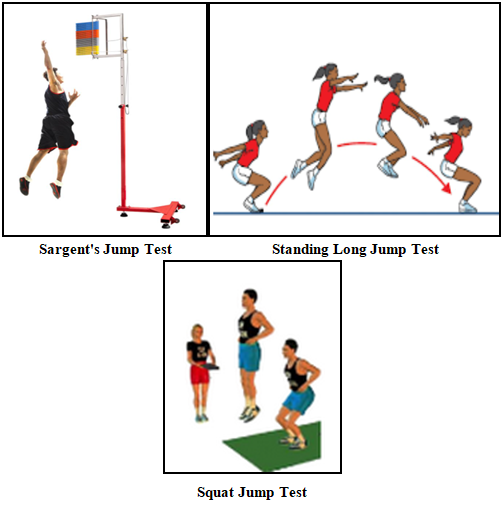 Sargent's Jump Test
Standing Long Jump Test
Squat Jump Test